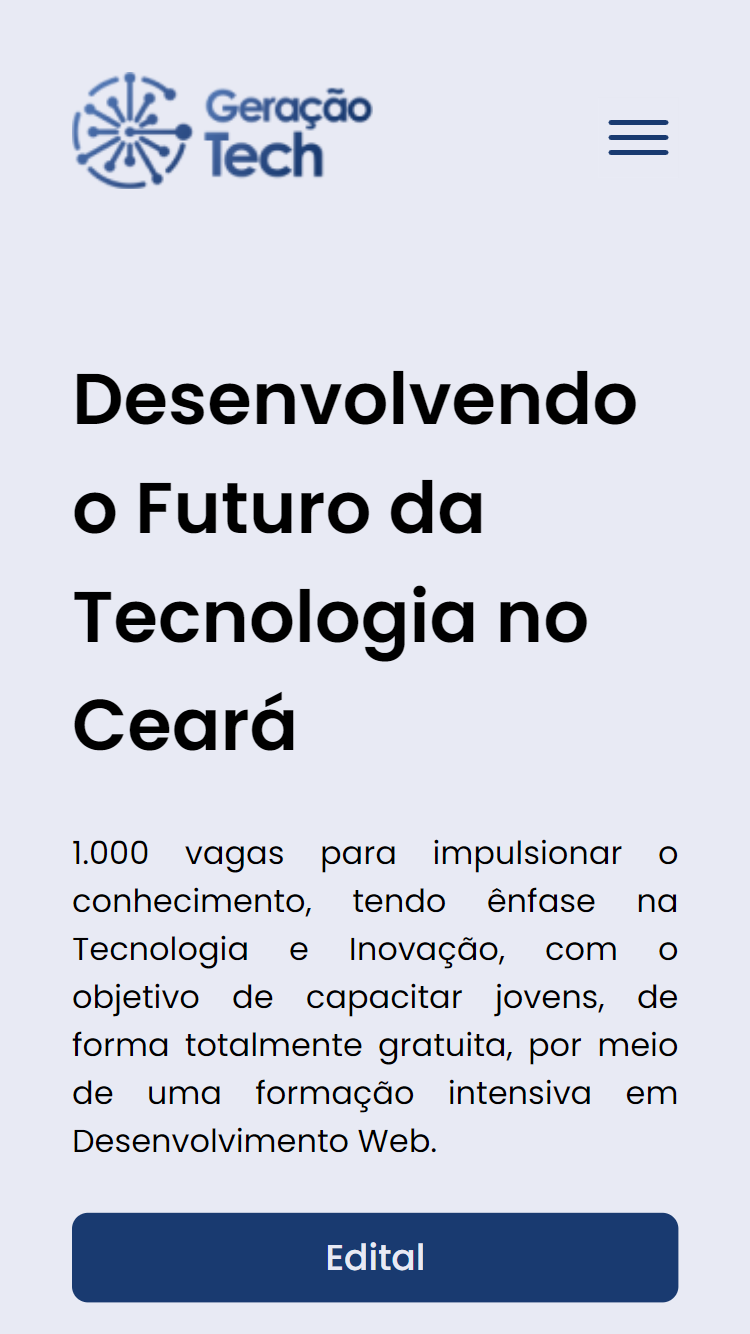 Geração
Tech
Desenvolvendo
o Futuro da
Tecnologia no
Ceará
1.000 vagas para impulsionar o
conhecimento, tendo ênfase na
Tecnologia e Inovação, com o
objetivo de capacitar jovens, de
forma totalmente gratuita, por meio
de uma formação intensiva em
Desenvolvimento Web.
Edital